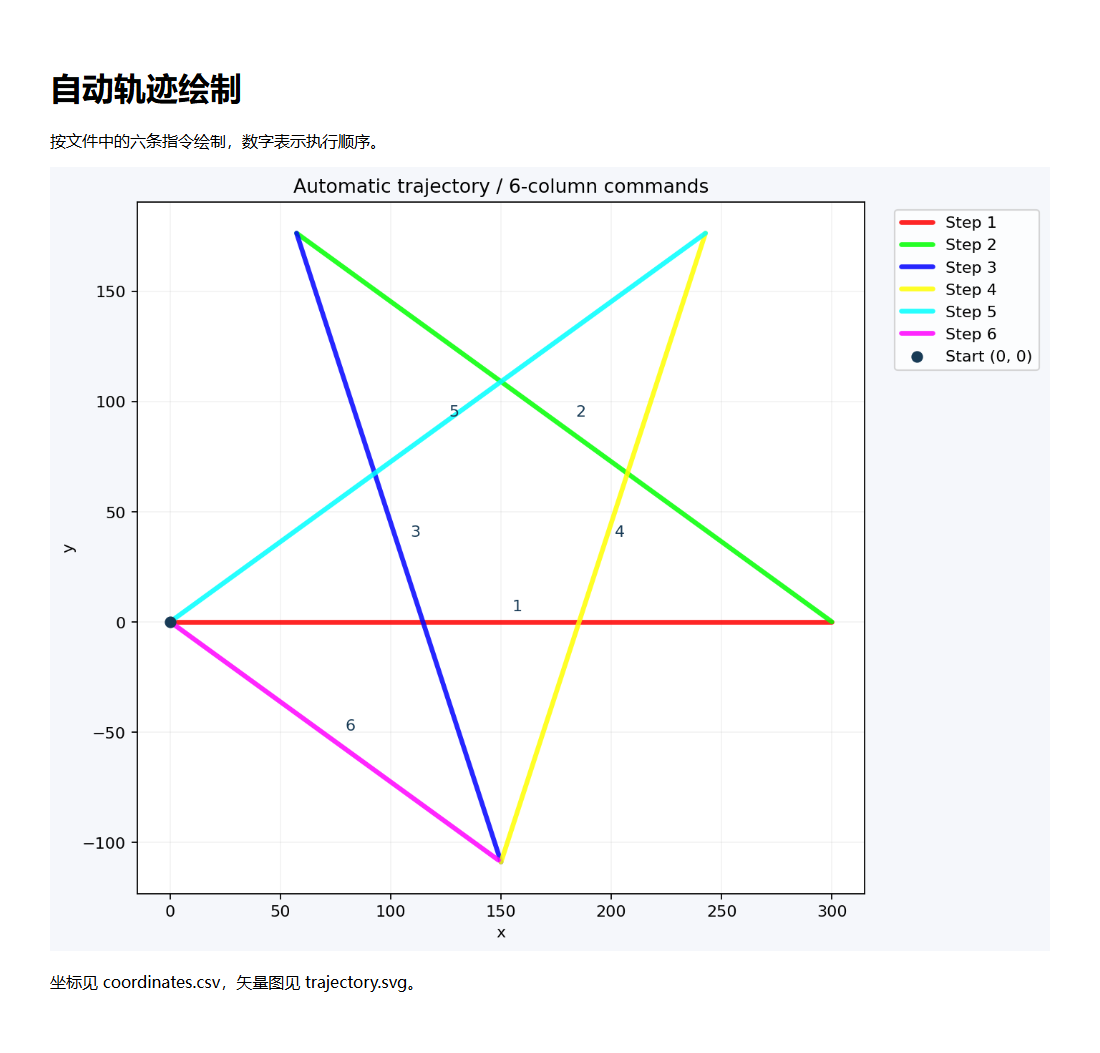 自动轨迹绘制
按文件中的六条指令绘制，数字表示执行顺序。
Automatic trajectory / 6-column commands
Step 1
Step 2
Step 3
Step 4
Step 5
Step 6
Start (0, 0)
150
100
50
0
−50
−100
y
5
2
3
4
1
6
0
50
100
150
200
250
300
x
坐标见 coordinates.csv，矢量图见 trajectory.svg。